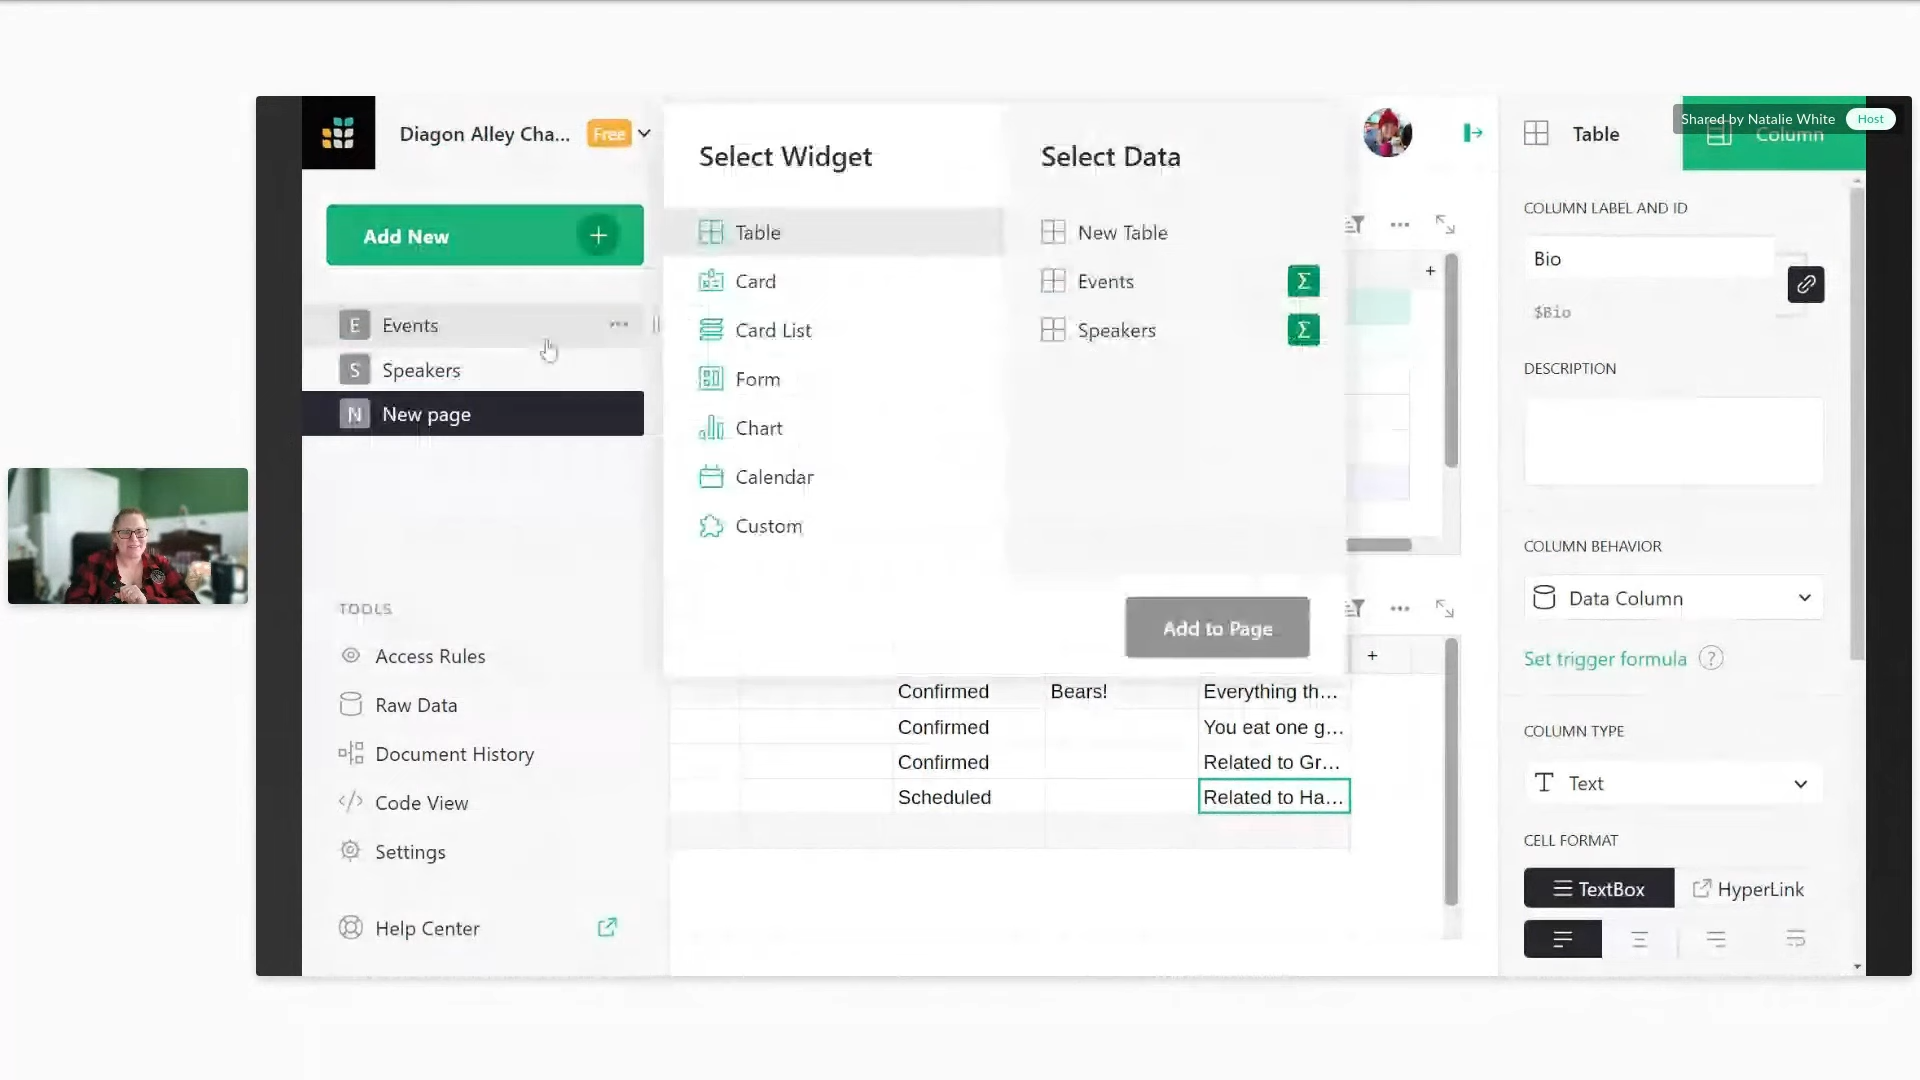 Shared by Natalie White
Host
Diagon Alley Cha...
Free
Add New
+
E Events
S Speakers
N New page
TOOLS
Access Rules
Raw Data
Document History
Code View
Settings
Help Center
Select Widget
Table
Card
Card List
Form
Chart
Calendar
Custom
Select Data
New Table
Events Σ
Speakers Σ
Add to Page
+
+
Confirmed Bears! Everything th...
Confirmed You eat one g...
Confirmed Related to Gr...
Scheduled Related to Ha...
Table
Column
COLUMN LABEL AND ID
Bio
$Bio
DESCRIPTION
COLUMN BEHAVIOR
Data Column
Set trigger formula ?
COLUMN TYPE
T Text
CELL FORMAT
TextBox
HyperLink